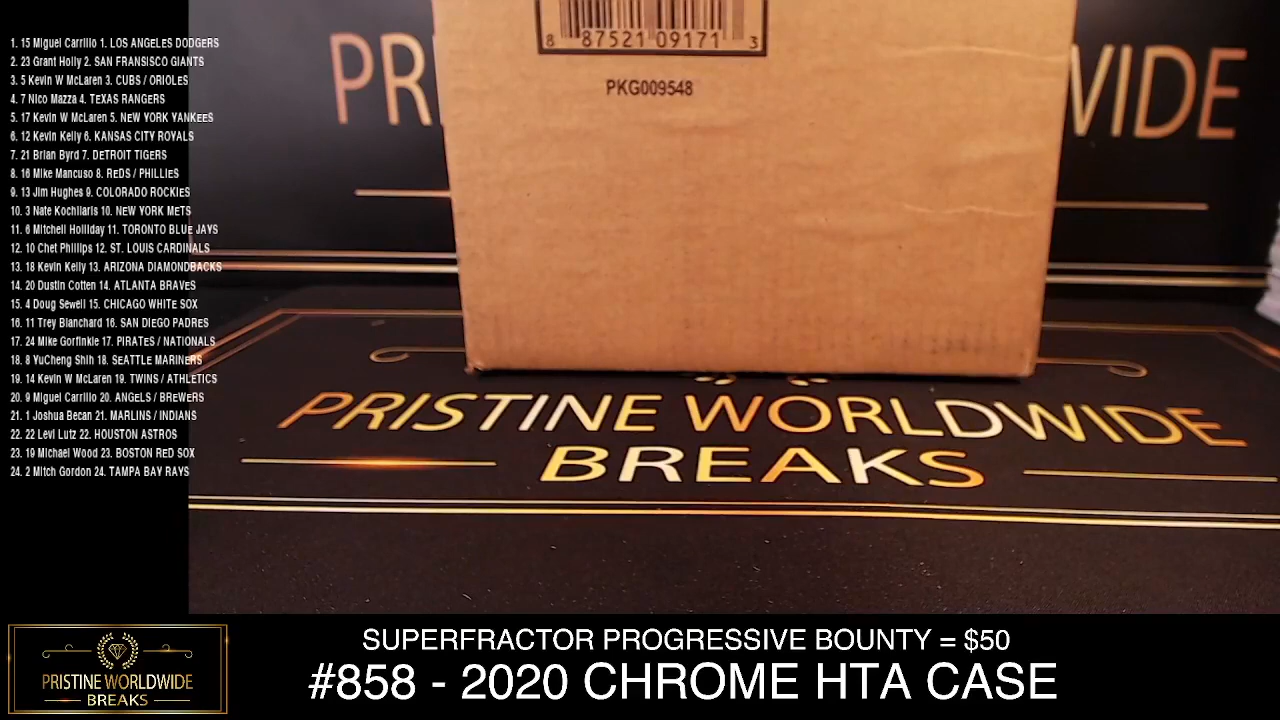 1. 15 Miguel Carrillo 1. LOS ANGELES DODGERS
2. 23 Grant Holly 2. SAN FRANSISCO GIANTS
3. 5 Kevin W McLaren 3. CUBS / ORIOLES
4. 7 Nico Mazza 4. TEXAS RANGERS
5. 17 Kevin W McLaren 5. NEW YORK YANKEES
6. 12 Kevin Kelly 6. KANSAS CITY ROYALS
7. 21 Brian Byrd 7. DETROIT TIGERS
8. 16 Mike Mancuso 8. REDS / PHILLIES
9. 13 Jim Hughes 9. COLORADO ROCKIES
10. 3 Nate Kochilaris 10. NEW YORK METS
11. 6 Mitchell Holliday 11. TORONTO BLUE JAYS
12. 10 Chet Phillips 12. ST. LOUIS CARDINALS
13. 18 Kevin Kelly 13. ARIZONA DIAMONDBACKS
14. 20 Dustin Cotten 14. ATLANTA BRAVES
15. 4 Doug Sewell 15. CHICAGO WHITE SOX
16. 11 Trey Blanchard 16. SAN DIEGO PADRES
17. 24 Mike Gorfinkle 17. PIRATES / NATIONALS
18. 8 YuCheng Shih 18. SEATTLE MARINERS
19. 14 Kevin W McLaren 19. TWINS / ATHLETICS
20. 9 Miguel Carrillo 20. ANGELS / BREWERS
21. 1 Joshua Becan 21. MARLINS / INDIANS
22. 22 Levi Lutz 22. HOUSTON ASTROS
23. 19 Michael Wood 23. BOSTON RED SOX
24. 2 Mitch Gordon 24. TAMPA BAY RAYS
8 87521 09171 3
PKG009548
PRI VIDE
PRISTINE WORLDWIDE
BREAKS
SUPERFRACTOR PROGRESSIVE BOUNTY = $50
#858 - 2020 CHROME HTA CASE
PRISTINE WORLDWIDE
BREAKS